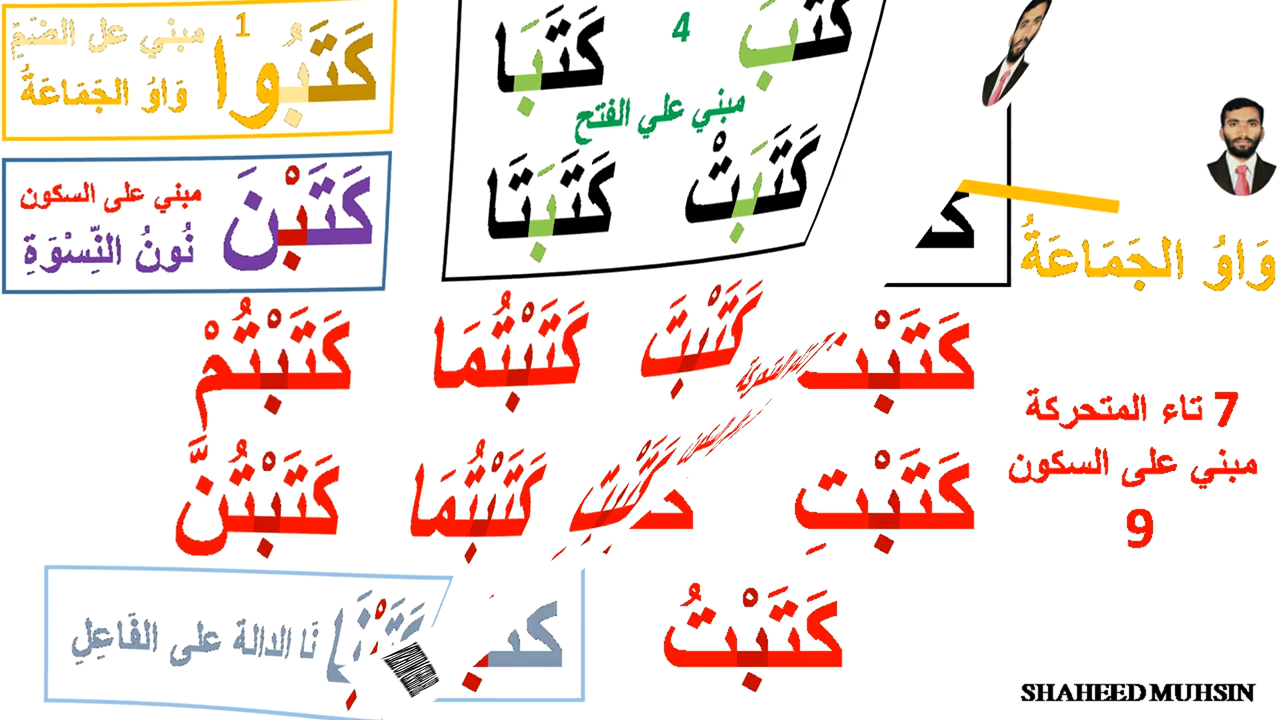 كَتَبُوا
1
مبني عل الضَمِّ
وَاوُ الجَمَاعَةُ
كَتَبَ
4
كَتَبَا
مبني علي الفتح
كَتَبَتْ
كَتَبَتَا
كَتَبْنَ
مبني على السكون
نُونُ النِّسْوَةِ
وَاوُ الجَمَاعَةُ
كَتَبْتَ
كَتَبْتُمَا
كَتَبْتُمْ
7 تاء المتحركة
مبني على السكون
9
كَتَبْتِ
كَتَبْتُمَا
كَتَبْتُنَّ
كَتَبْتُ
نَا الدالة على الفَاعِلِ
SHAHEED MUHSIN